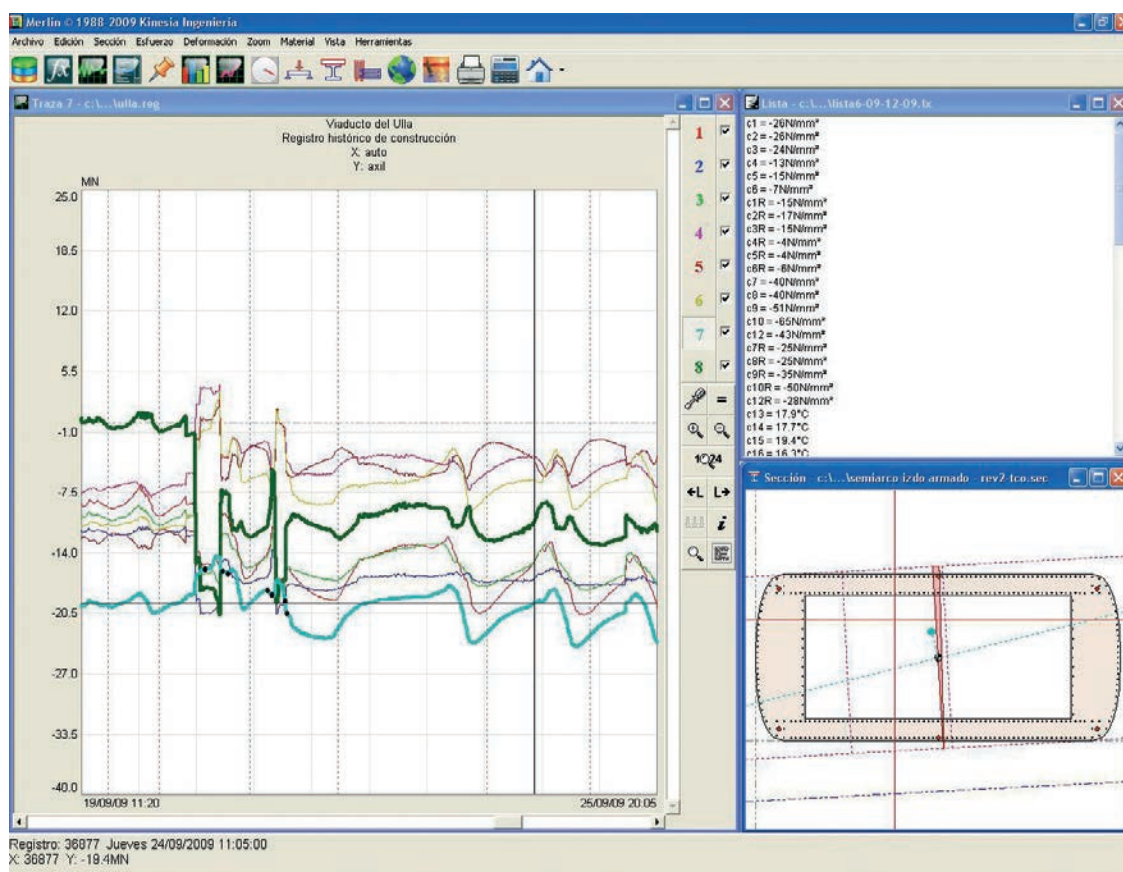 Merlin © 1988-2009 Kinesia Ingeniería
Archivo Edición Sección Esfuerzo Deformación Zoom Material Vista Herramientas
Traza 7 - c:\...\ulla.reg
Viaducto del Ulla
Registro histórico de construcción
X: auto
Y: axil
MN
25.0
18.5
12.0
5.5
-1.0
-7.5
-14.0
-20.5
-27.0
-33.5
-40.0
19/09/09 11:20
25/09/09 20:05
1
2
3
4
5
6
7
8
=
1024
←L L→
i
Lista - c:\...\lista6-09-12-09.fx
c1 = -26N/mm²
c2 = -26N/mm²
c3 = -24N/mm²
c4 = -13N/mm²
c5 = -15N/mm²
c6 = -7N/mm²
c1R = -15N/mm²
c2R = -17N/mm²
c3R = -15N/mm²
c4R = -4N/mm²
c5R = -4N/mm²
c6R = -6N/mm²
c7 = -40N/mm²
c8 = -40N/mm²
c9 = -51N/mm²
c10 = -65N/mm²
c12 = -43N/mm²
c7R = -25N/mm²
c8R = -25N/mm²
c9R = -35N/mm²
c10R = -50N/mm²
c12R = -28N/mm²
c13 = 17.9°C
c14 = 17.7°C
c15 = 19.4°C
c16 = 16.3°C
Sección - c:\...\semiarco izdo armado - rev2-tco.sec
Registro: 36877 Jueves 24/09/2009 11:05:00
X: 36877 Y: -19.4MN